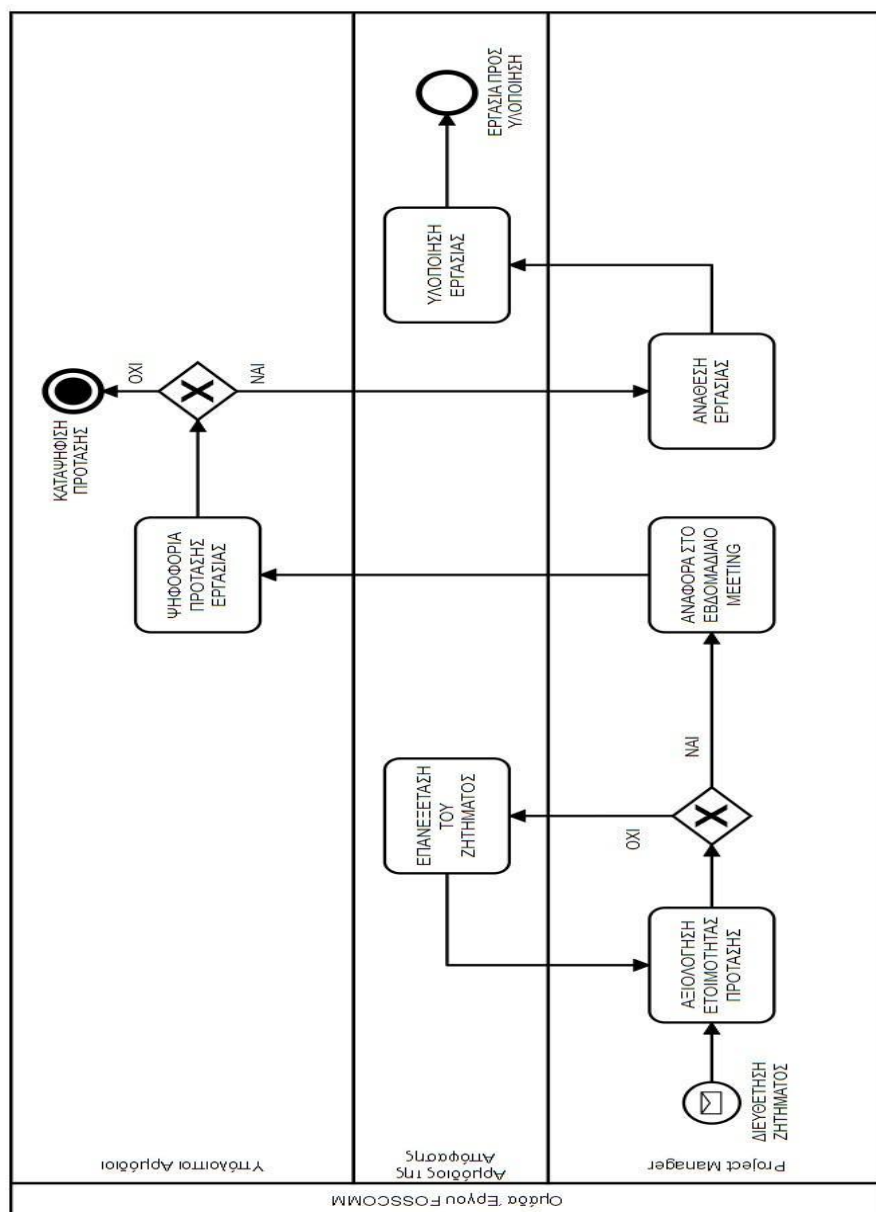 Ομάδα Έργου FOSSCOMM
Υπόλοιποι Αρμόδιοι
ΨΗΦΟΦΟΡΙΑ
ΠΡΟΤΑΣΗΣ
ΕΡΓΑΣΙΑΣ
ΚΑΤΑΨΗΦΙΣΗ
ΠΡΟΤΑΣΗΣ
ΟΧΙ
ΝΑΙ
Αρμόδιος της
Απόφασης
ΕΠΑΝΕΞΕΤΑΣΗ
ΤΟΥ
ΖΗΤΗΜΑΤΟΣ
ΥΛΟΠΟΙΗΣΗ
ΕΡΓΑΣΙΑΣ
ΕΡΓΑΣΙΑ ΠΡΟΣ
ΥΛΟΠΟΙΗΣΗ
Project Manager
ΔΙΕΥΘΕΤΗΣΗ
ΖΗΤΗΜΑΤΟΣ
ΑΞΙΟΛΟΓΗΣΗ
ΕΤΟΙΜΟΤΗΤΑΣ
ΠΡΟΤΑΣΗΣ
ΟΧΙ
ΝΑΙ
ΑΝΑΦΟΡΑ ΣΤΟ
ΕΒΔΟΜΑΔΙΑΙΟ
MEETING
ΑΝΑΘΕΣΗ
ΕΡΓΑΣΙΑΣ